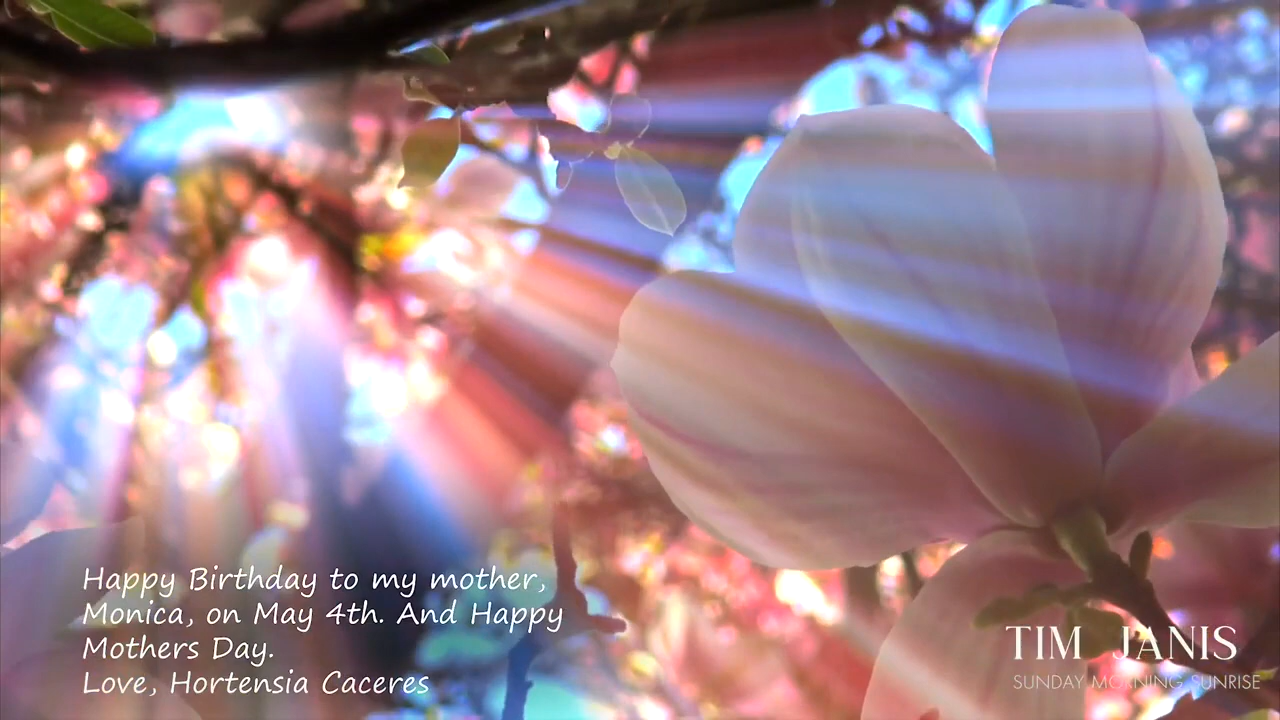 Happy Birthday to my mother,
Monica, on May 4th. And Happy
Mothers Day.
Love, Hortensia Caceres
TIM JANIS
SUNDAY MORNING SUNRISE